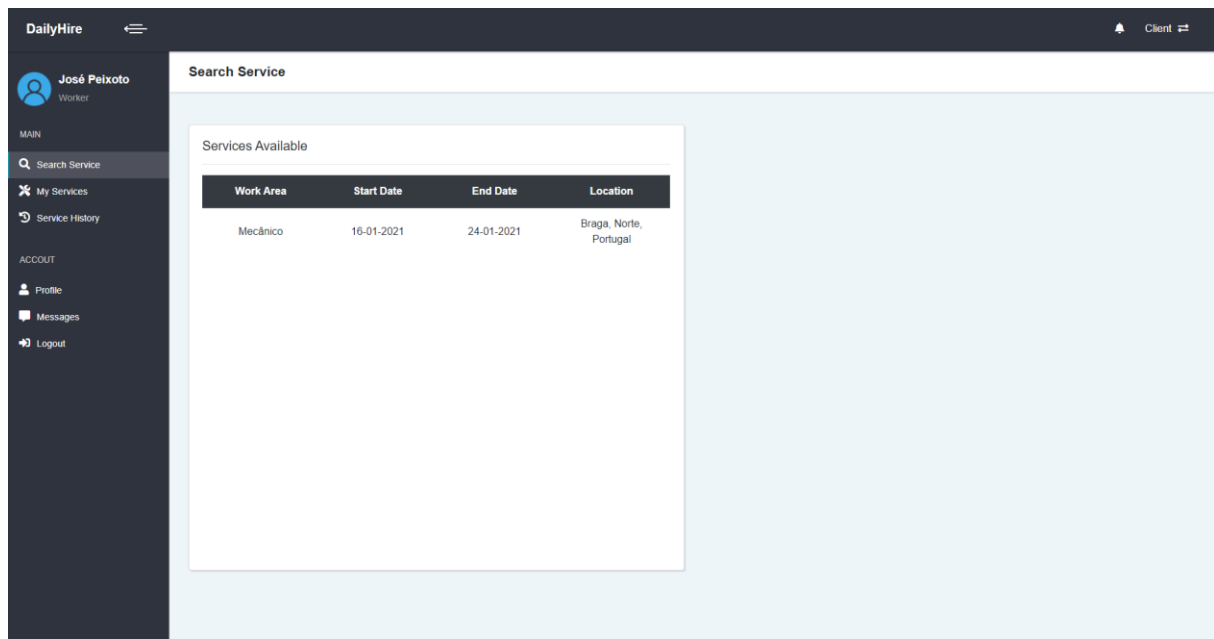 DailyHire
Client
José Peixoto
Worker
MAIN
Search Service
My Services
Service History
ACCOUT
Profile
Messages
Logout
Search Service
Services Available
Work Area Start Date End Date Location
Mecânico 16-01-2021 24-01-2021 Braga, Norte,
Portugal